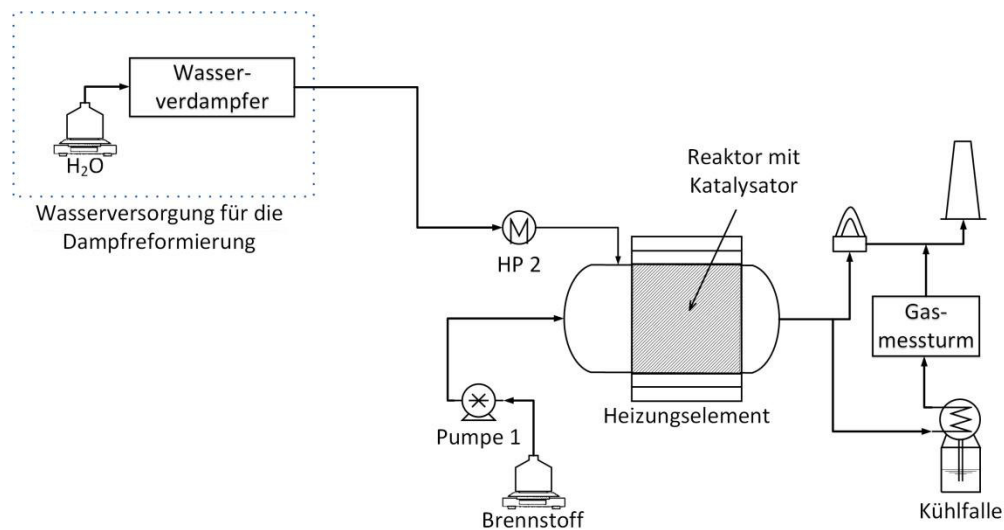 Wasser-
verdampfer
H₂O
Wasserversorgung für die
Dampfreformierung
Reaktor mit
Katalysator
HP 2
M
Gas-
messturm
Heizungselement
Pumpe 1
Brennstoff
Kühlfalle